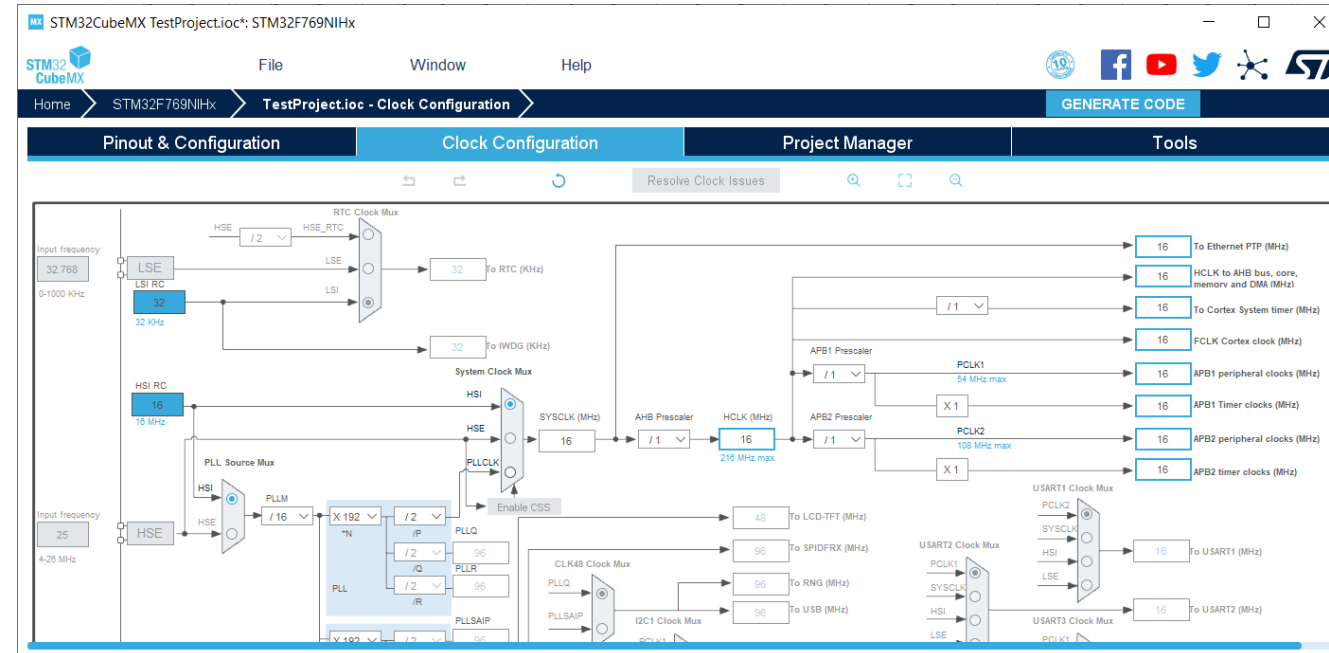 MX STM32CubeMX TestProject.ioc*: STM32F769NIHx
STM32 CubeMX File Window Help 10
Home STM32F769NIHx TestProject.ioc - Clock Configuration GENERATE CODE
Pinout & Configuration Clock Configuration Project Manager Tools
Resolve Clock Issues
RTC Clock Mux
HSE /2 HSE_RTC
Input frequency
32.768 LSE LSE 32 To RTC (KHz)
0-1000 KHz
LSI RC
32 LSI
32 KHz
32 To IWDG (KHz)
16 To Ethernet PTP (MHz)
16 HCLK to AHB bus, core,
memory and DMA (MHz)
/1 16 To Cortex System timer (MHz)
16 FCLK Cortex clock (MHz)
APB1 Prescaler
/1 PCLK1 16 APB1 peripheral clocks (MHz)
54 MHz max
X 1 16 APB1 Timer clocks (MHz)
System Clock Mux
HSI RC
16 HSI
16 MHz
HSE SYSCLK (MHz) AHB Prescaler HCLK (MHz) APB2 Prescaler
16 /1 16 /1 PCLK2 16 APB2 peripheral clocks (MHz)
216 MHz max 108 MHz max
PLLCLK X 1 16 APB2 timer clocks (MHz)
PLL Source Mux
HSI PLLM Enable CSS
Input frequency
25 HSE HSE /16 X 192 /2 PLLQ
4-26 MHz
*N /P
/2 96
/Q PLLR
PLL /2 96
/R
PLLSAIP
X 192 /2 96
48 To LCD-TFT (MHz)
96 To SPIDFRX (MHz)
CLK48 Clock Mux
PLLQ 96 To RNG (MHz)
PLLSAIP 96 To USB (MHz)
I2C1 Clock Mux
PCLK1
USART2 Clock Mux
PCLK1
SYSCLK
HSI 16 To USART2 (MHz)
LSE
USART1 Clock Mux
PCLK2
SYSCLK
HSI 16 To USART1 (MHz)
LSE
USART3 Clock Mux
PCLK1